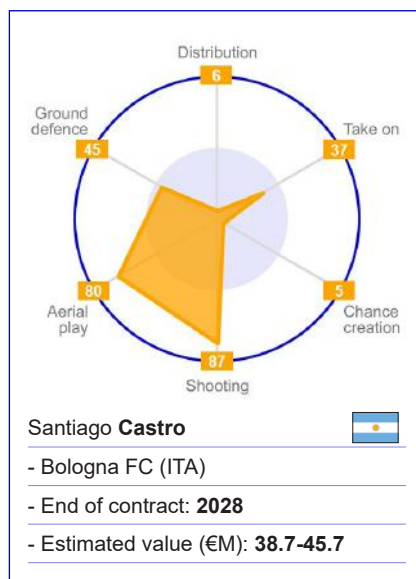 Distribution
6
Ground
defence
45
Take on
37
80
Aerial
play
5
Chance
creation
87
Shooting
Santiago Castro
- Bologna FC (ITA)
- End of contract: 2028
- Estimated value (€M): 38.7-45.7